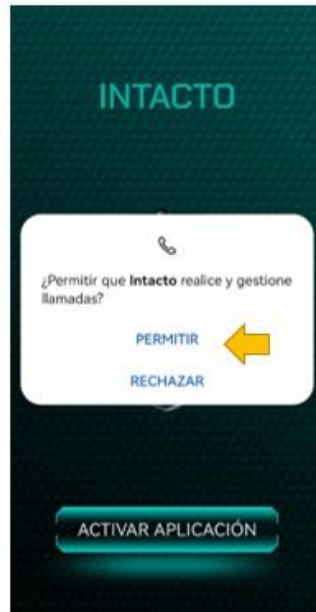 INTACTO
¿Permitir que Intacto realice y gestione
llamadas?
PERMITIR
RECHAZAR
ACTIVAR APLICACIÓN